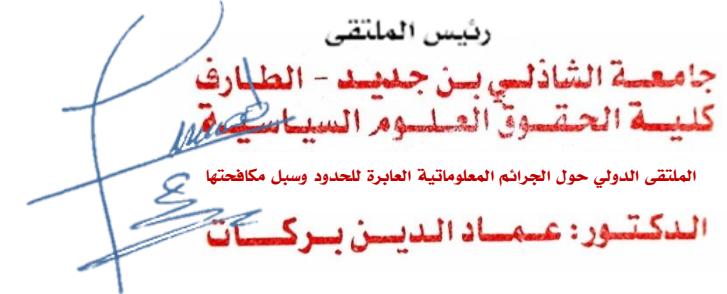 رئيس الملتقى
جامعة الشاذلي بن جديد - الطارف
كلية الحقوق العلوم السياسية
الملتقى الدولي حول الجرائم المعلوماتية العابرة للحدود وسبل مكافحتها
الدكتور: عماد الدين بركات